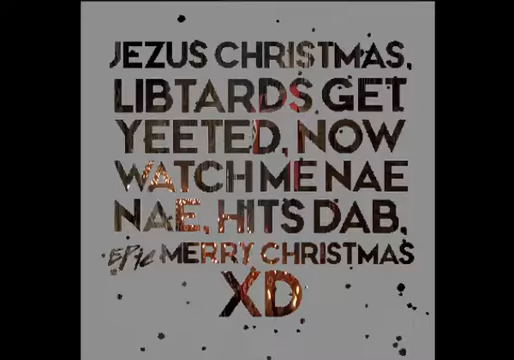 JEZUS CHRISTMAS,
LIBTARDS, GET
YEETED, NOW
WATCH ME NAE
NAE, HITS DAB,
EPIC MERRY CHRISTMAS
XD